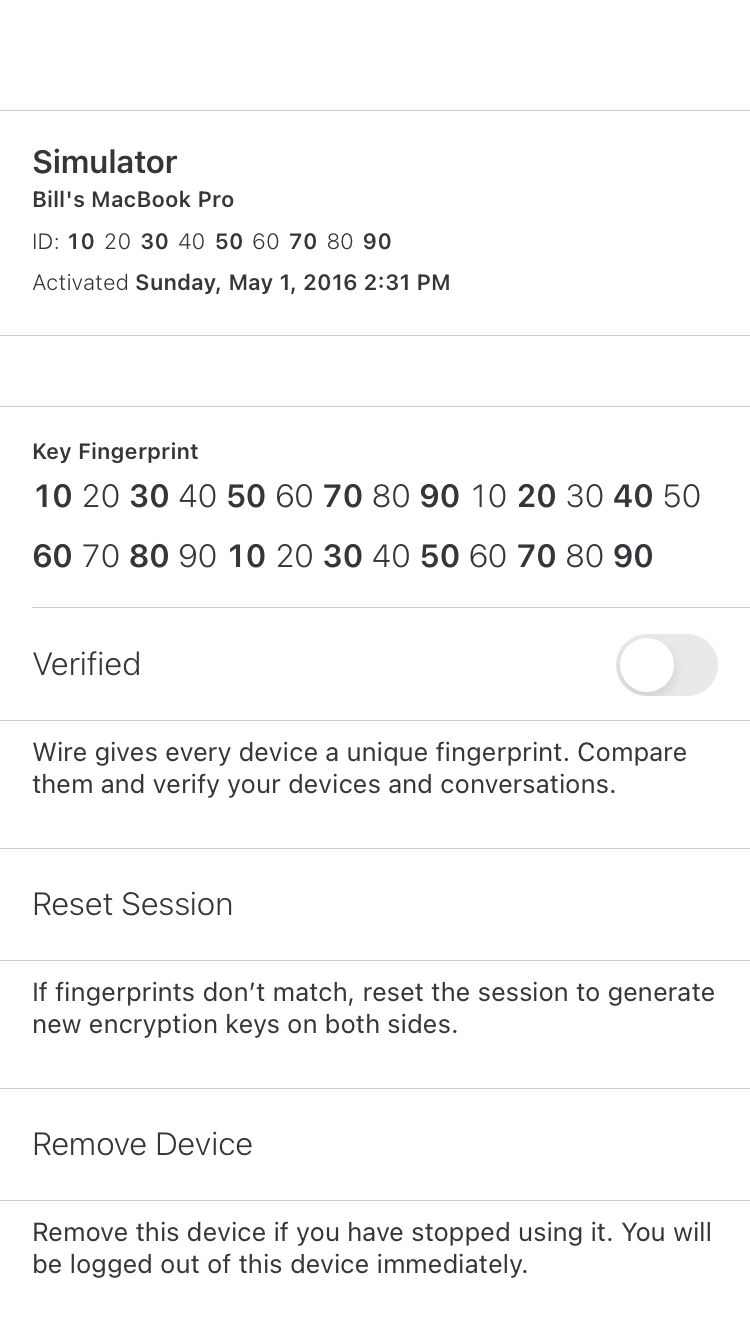 Simulator
Bill's MacBook Pro
ID: 10 20 30 40 50 60 70 80 90
Activated Sunday, May 1, 2016 2:31 PM
Key Fingerprint
10 20 30 40 50 60 70 80 90 10 20 30 40 50
60 70 80 90 10 20 30 40 50 60 70 80 90
Verified
Wire gives every device a unique fingerprint. Compare
them and verify your devices and conversations.
Reset Session
If fingerprints don’t match, reset the session to generate
new encryption keys on both sides.
Remove Device
Remove this device if you have stopped using it. You will
be logged out of this device immediately.